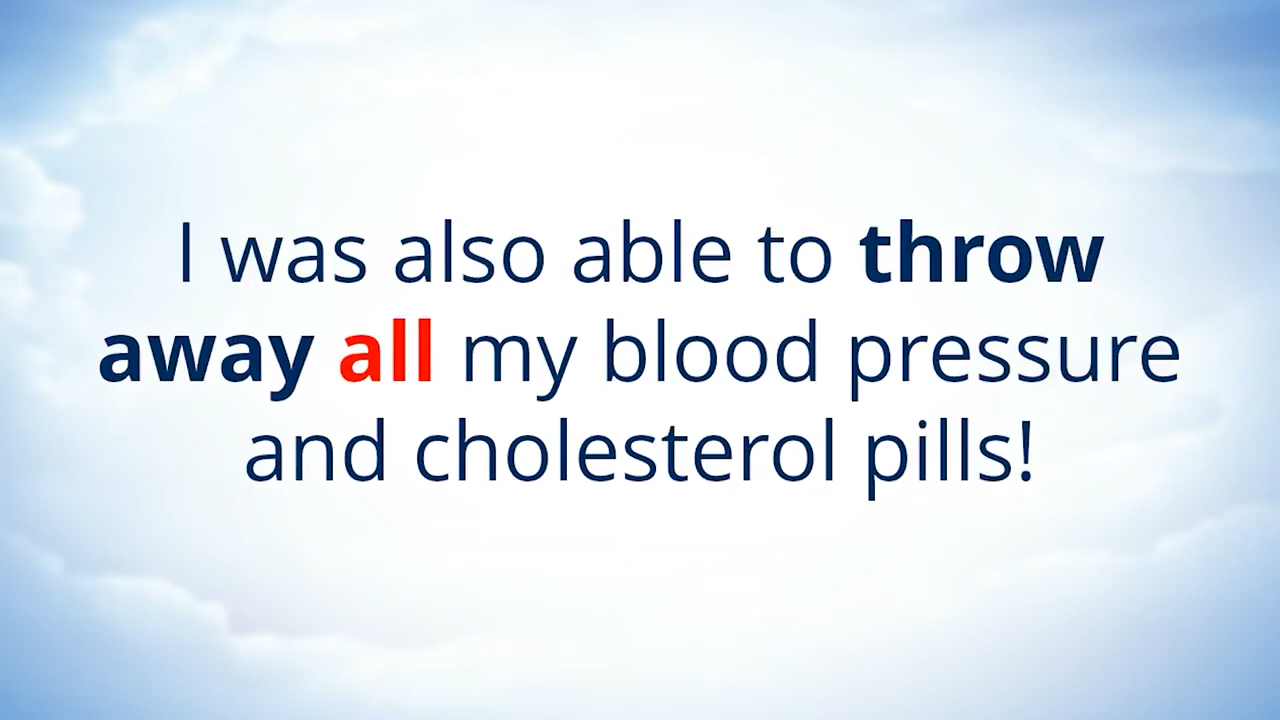 I was also able to throw
away all my blood pressure
and cholesterol pills!